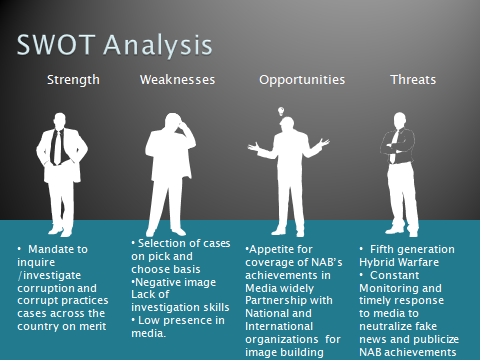 SWOT Analysis
Strength
Weaknesses
Opportunities
Threats
• Mandate to
inquire
/investigate
corruption and
corrupt practices
cases across the
country on merit
• Selection of cases
on pick and
choose basis
•Negative image
Lack of
investigation skills
• Low presence in
media.
•Appetite for
coverage of NAB's
achievements in
Media widely
Partnership with
National and
International
organizations for
image building
• Fifth generation
Hybrid Warfare
• Constant
Monitoring and
timely response
to media to
neutralize fake
news and publicize
NAB achievements